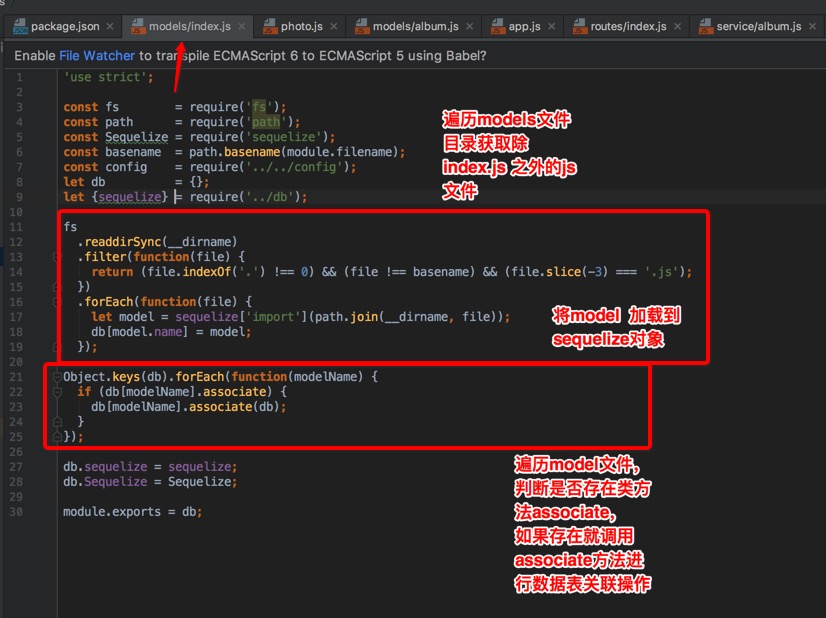 package.json
models/index.js
photo.js
models/album.js
app.js
routes/index.js
service/album.js
Enable File Watcher to transpile ECMAScript 6 to ECMAScript 5 using Babel?
1 'use strict';
2
3 const fs = require('fs');
4 const path = require('path');
5 const Sequelize = require('sequelize');
6 const basename = path.basename(module.filename);
7 const config = require('../../config');
8 let db = {};
9 let {sequelize} = require('../db');
10
11 fs
12 .readdirSync(__dirname)
13 .filter(function(file) {
14 return (file.indexOf('.') !== 0) && (file !== basename) && (file.slice(-3) === '.js');
15 })
16 .forEach(function(file) {
17 let model = sequelize['import'](path.join(__dirname, file));
18 db[model.name] = model;
19 });
20
21 Object.keys(db).forEach(function(modelName) {
22 if (db[modelName].associate) {
23 db[modelName].associate(db);
24 }
25 });
26
27 db.sequelize = sequelize;
28 db.Sequelize = Sequelize;
29
30 module.exports = db;
遍历models文件
目录获取除
index.js 之外的js
文件
将model 加载到
sequelize对象
遍历model文件，
判断是否存在类方
法associate，
如果存在就调用
associate方法进
行数据表关联操作